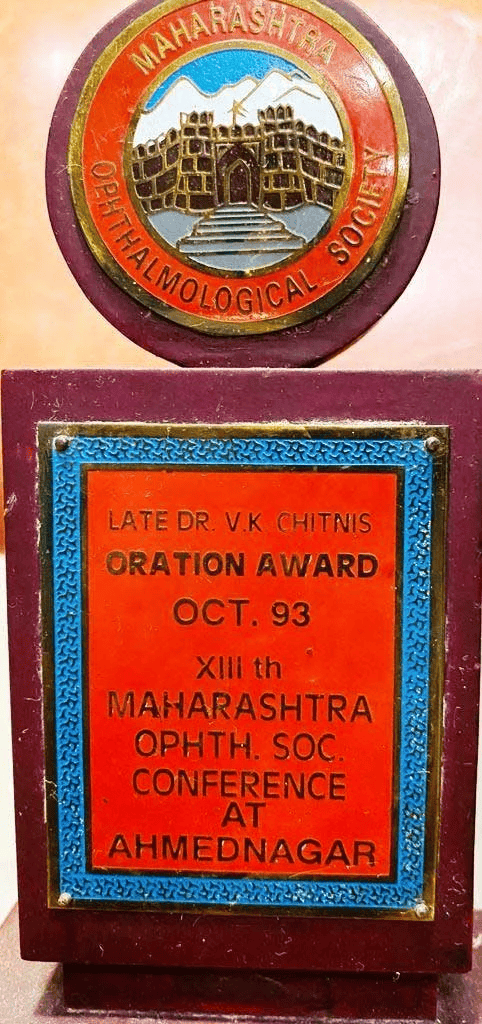 MAHARASHTRA
OPHTHALMOLOGICAL SOCIETY
LATE DR. V.K CHITNIS
ORATION AWARD
OCT. 93
XIII th
MAHARASHTRA
OPHTH. SOC.
CONFERENCE
AT
AHMEDNAGAR